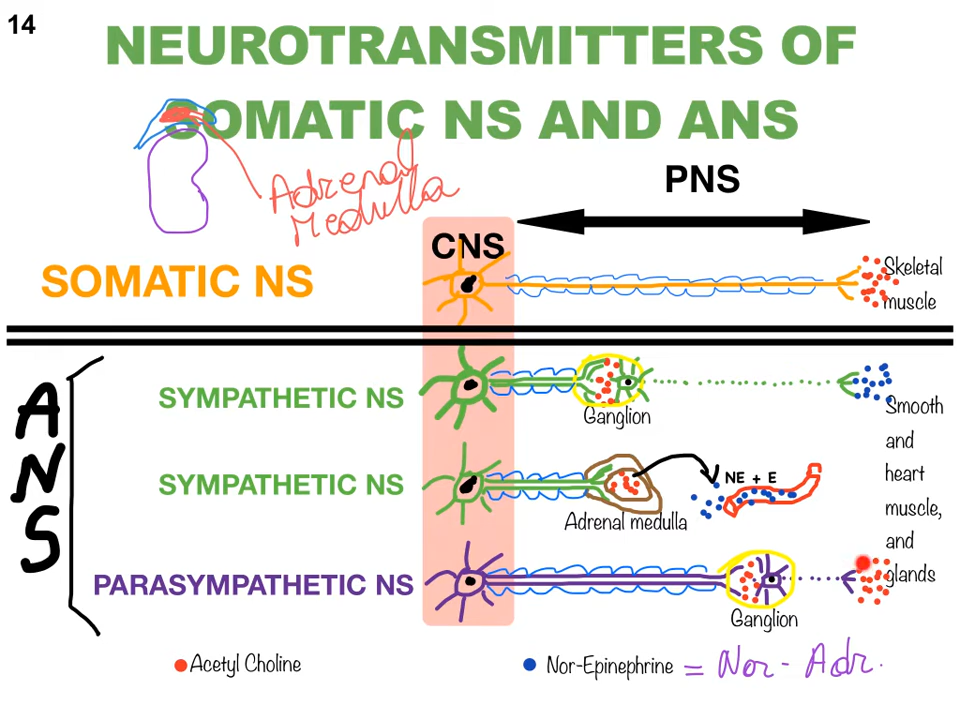 14
NEUROTRANSMITTERS OF
SOMATIC NS AND ANS
Adrenal
Medulla
PNS
CNS
SOMATIC NS
Skeletal
muscle
ANS
SYMPATHETIC NS
Ganglion
Smooth
and
heart
muscle,
and
glands
SYMPATHETIC NS
NE + E
Adrenal medulla
PARASYMPATHETIC NS
Ganglion
Acetyl Choline
Nor-Epinephrine = Nor-Adr.